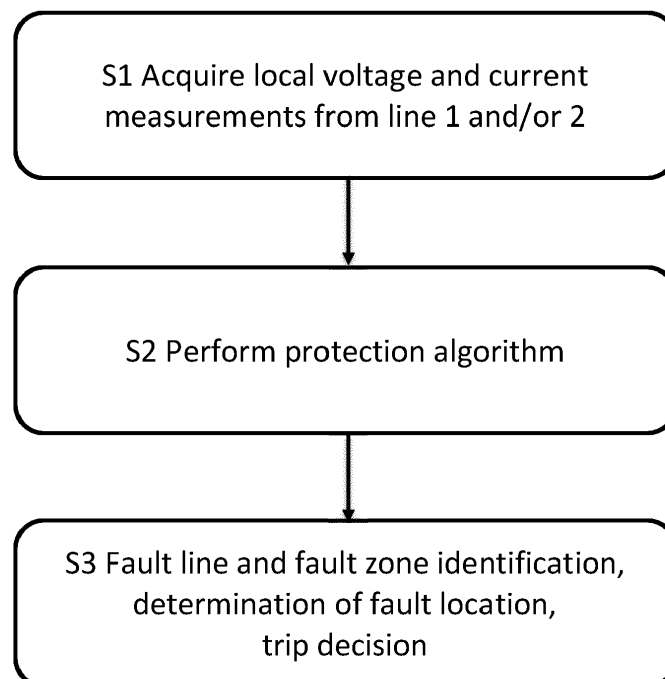 S1 Acquire local voltage and current
measurements from line 1 and/or 2
S2 Perform protection algorithm
S3 Fault line and fault zone identification,
determination of fault location,
trip decision